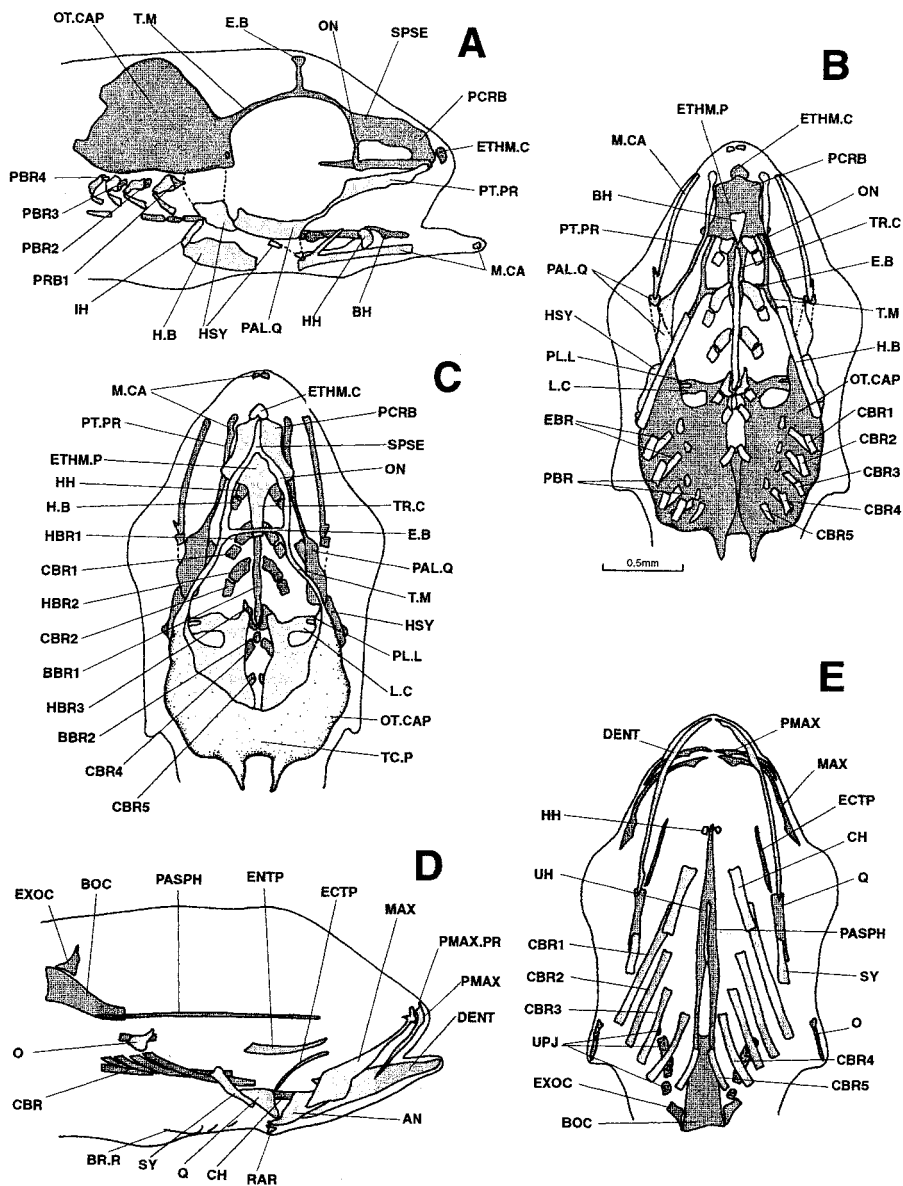 A
OT.CAP
T.M
E.B
ON
SPSE
PCRB
ETHM.C
PT.PR
M.CA
BH
HH
PAL.Q
HSY
H.B
IH
PRB1
PBR2
PBR3
PBR4
B
ETHM.P
ETHM.C
M.CA
PCRB
BH
ON
PT.PR
TR.C
PAL.Q
E.B
T.M
HSY
H.B
PL.L
OT.CAP
L.C
CBR1
EBR
CBR2
PBR
CBR3
CBR4
CBR5
0.5mm
C
M.CA
ETHM.C
PT.PR
PCRB
SPSE
ETHM.P
ON
HH
H.B
TR.C
HBR1
E.B
CBR1
PAL.Q
HBR2
T.M
CBR2
HSY
BBR1
PL.L
HBR3
L.C
BBR2
OT.CAP
CBR4
TC.P
CBR5
D
EXOC
BOC
PASPH
ENTP
ECTP
MAX
PMAX.PR
PMAX
DENT
O
CBR
AN
BR.R
SY
Q
CH
RAR
E
DENT
PMAX
MAX
ECTP
HH
CH
UH
Q
PASPH
CBR1
SY
CBR2
CBR3
O
UPJ
CBR4
EXOC
CBR5
BOC